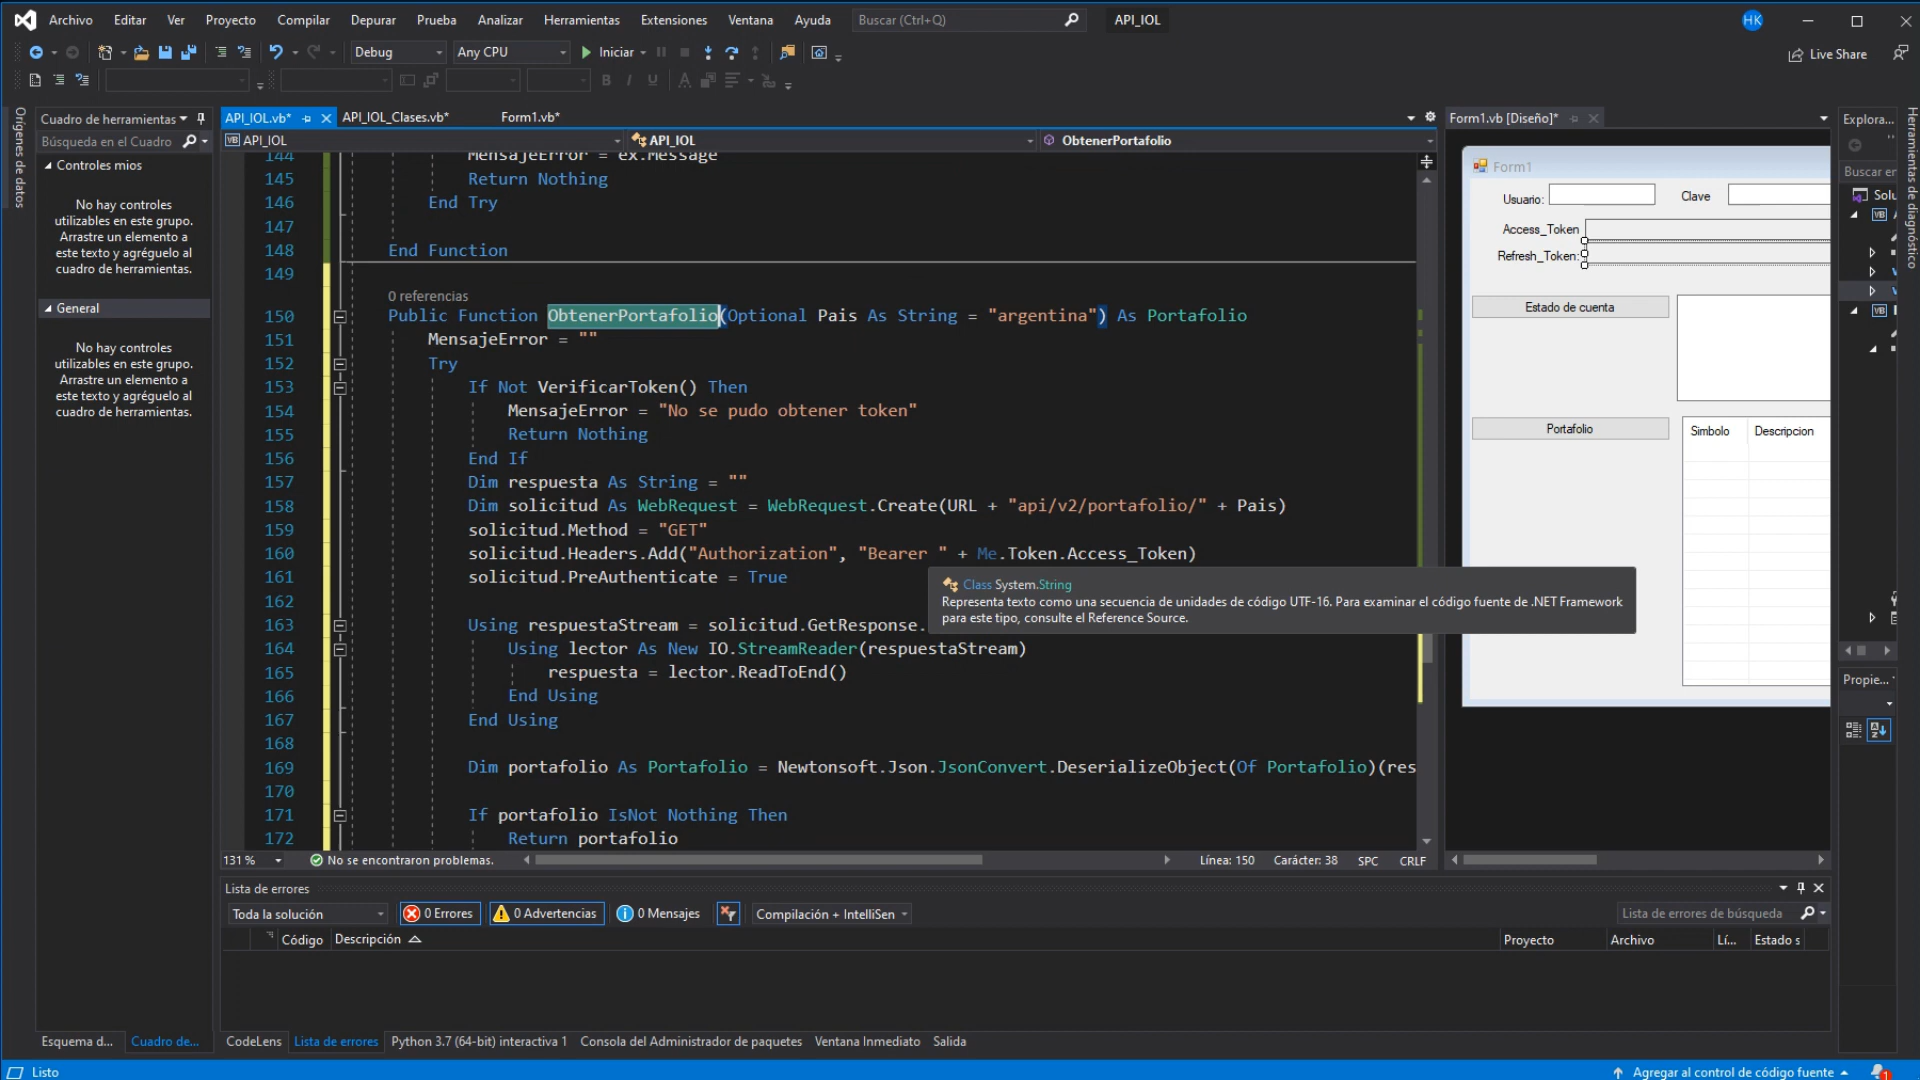 Archivo Editar Ver Proyecto Compilar Depurar Prueba Analizar Herramientas Extensiones Ventana Ayuda Buscar (Ctrl+Q) API_IOL HK
Debug Any CPU Iniciar Live Share
Orígenes de datos
Cuadro de herramientas
Búsqueda en el Cuadro
Controles mios
No hay controles
utilizables en este grupo.
Arrastre un elemento a
este texto y agréguelo al
cuadro de herramientas.
General
No hay controles
utilizables en este grupo.
Arrastre un elemento a
este texto y agréguelo al
cuadro de herramientas.
API_IOL.vb* API_IOL_Clases.vb* Form1.vb*
API_IOL API_IOL ObtenerPortafolio
144 MensajeError = ex.Message
145 Return Nothing
146 End Try
147
148 End Function
149
0 referencias
150 Public Function ObtenerPortafolio(Optional Pais As String = "argentina") As Portafolio
151 MensajeError = ""
152 Try
153 If Not VerificarToken() Then
154 MensajeError = "No se pudo obtener token"
155 Return Nothing
156 End If
157 Dim respuesta As String = ""
158 Dim solicitud As WebRequest = WebRequest.Create(URL + "api/v2/portafolio/" + Pais)
159 solicitud.Method = "GET"
160 solicitud.Headers.Add("Authorization", "Bearer " + Me.Token.Access_Token)
161 solicitud.PreAuthenticate = True
162
163 Using respuestaStream = solicitud.GetResponse.
164 Using lector As New IO.StreamReader(respuestaStream)
165 respuesta = lector.ReadToEnd()
166 End Using
167 End Using
168
169 Dim portafolio As Portafolio = Newtonsoft.Json.JsonConvert.DeserializeObject(Of Portafolio)(res
170
171 If portafolio IsNot Nothing Then
172 Return portafolio
Class System.String
Representa texto como una secuencia de unidades de código UTF-16. Para examinar el código fuente de .NET Framework
para este tipo, consulte el Reference Source.
131 % No se encontraron problemas. Línea: 150 Carácter: 38 SPC CRLF
Form1.vb [Diseño]*
Form1
Usuario: Clave
Access_Token
Refresh_Token:
Estado de cuenta
Portafolio Simbolo Descripcion
Explora...
Buscar en
Solu
Propie...
Herramientas de diagnóstico
Lista de errores
Toda la solución 0 Errores 0 Advertencias 0 Mensajes Compilación + IntelliSen Lista de errores de búsqueda
Código Descripción Proyecto Archivo Lí... Estado s
Esquema d... Cuadro de... CodeLens Lista de errores Python 3.7 (64-bit) interactiva 1 Consola del Administrador de paquetes Ventana Inmediato Salida
Listo Agregar al control de código fuente 1